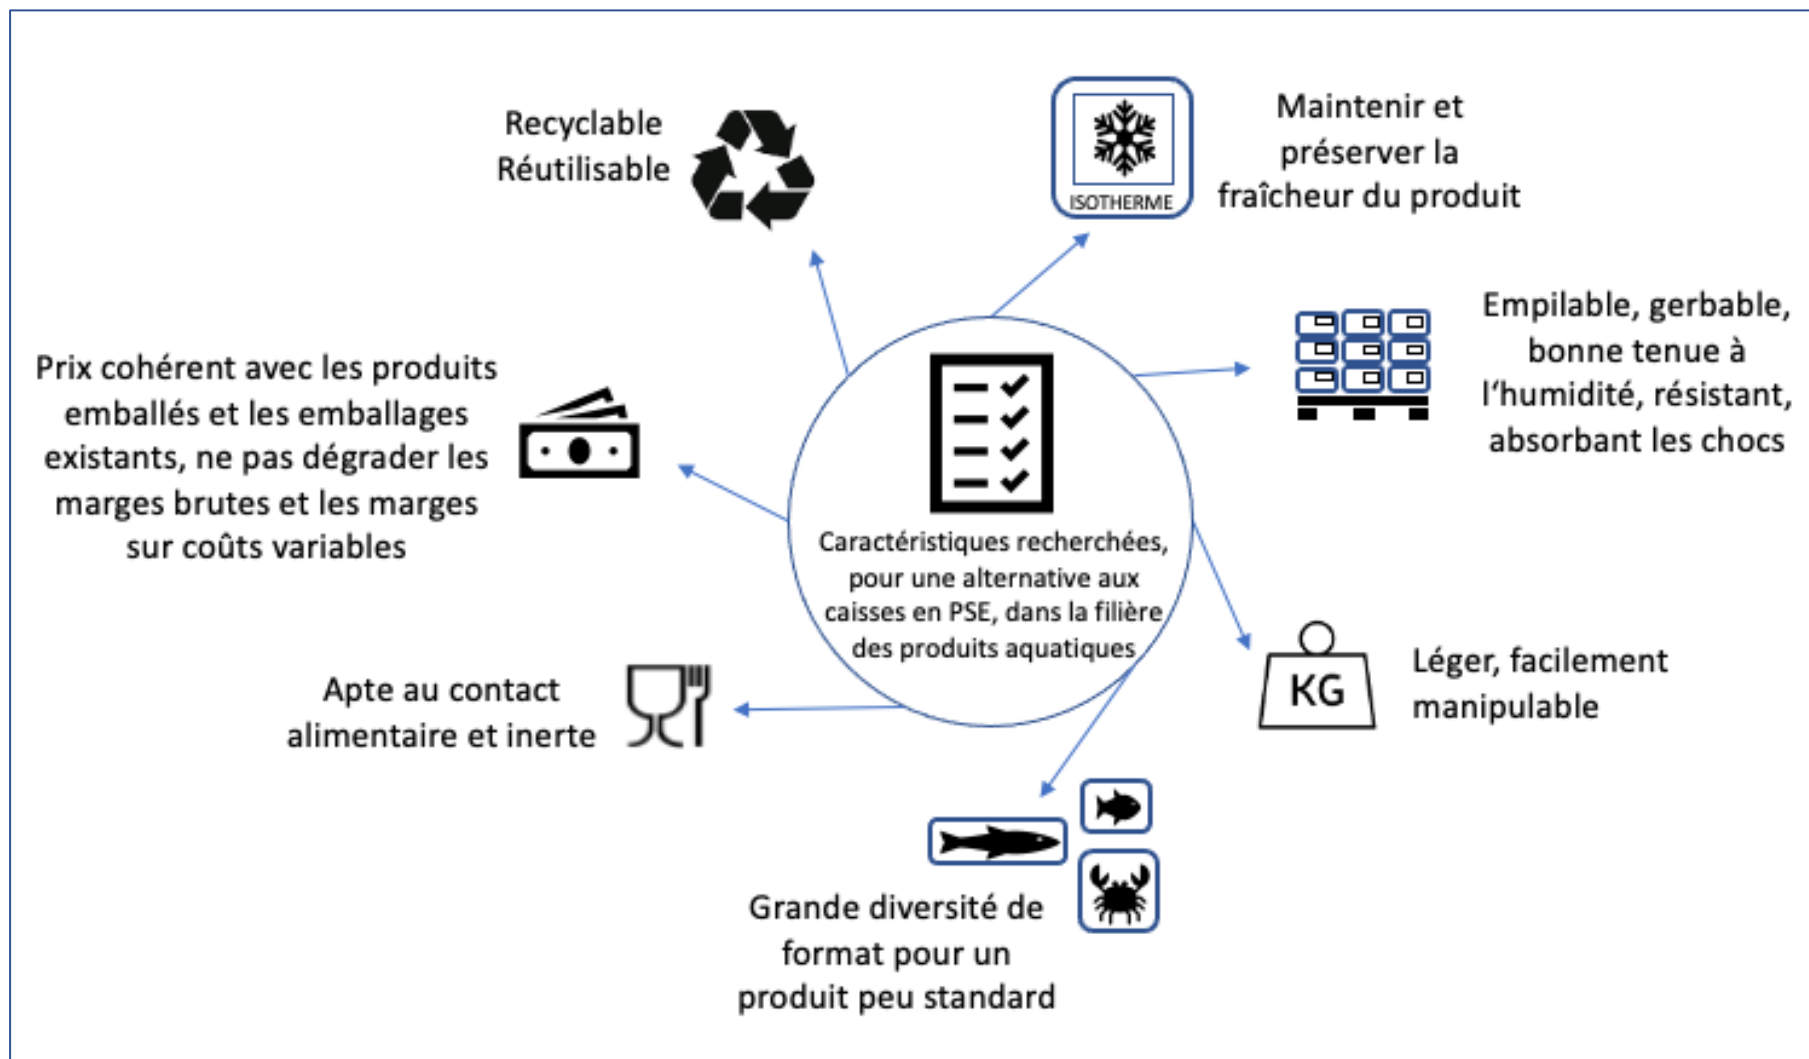 Recyclable
Réutilisable
ISOTHERME
Maintenir et
préserver la
fraîcheur du produit
Empilable, gerbable,
bonne tenue à
l‘humidité, résistant,
absorbant les chocs
Prix cohérent avec les produits
emballés et les emballages
existants, ne pas dégrader les
marges brutes et les marges
sur coûts variables
Caractéristiques recherchées,
pour une alternative aux
caisses en PSE, dans la filière
des produits aquatiques
KG
Léger, facilement
manipulable
Apte au contact
alimentaire et inerte
Grande diversité de
format pour un
produit peu standard